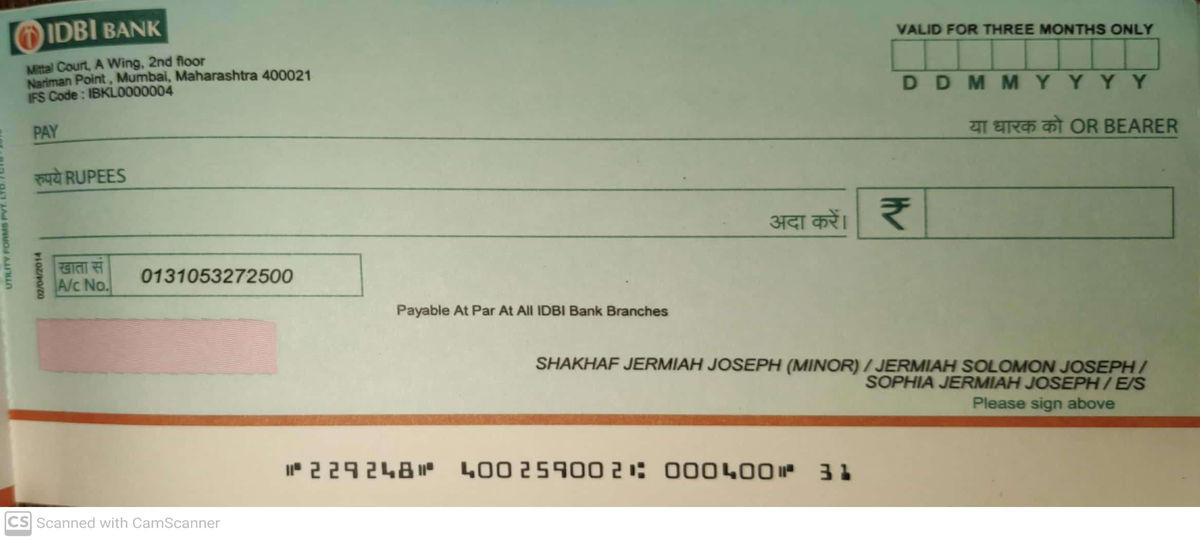 IDBI BANK
Mittal Court, A Wing, 2nd floor
Nariman Point , Mumbai, Maharashtra 400021
IFS Code : IBKL0000004
VALID FOR THREE MONTHS ONLY
D D M M Y Y Y Y
PAY या धारक को OR BEARER
रुपये RUPEES
अदा करें। ₹
UTILITY FORMS PVT. LTD.
02/04/2014
खाता सं
A/c No. 0131053272500
Payable At Par At All IDBI Bank Branches
SHAKHAF JERMIAH JOSEPH (MINOR) / JERMIAH SOLOMON JOSEPH /
SOPHIA JERMIAH JOSEPH / E/S
Please sign above
⑈229248⑈ 400259002⑆ 000400⑈ 31
CS Scanned with CamScanner